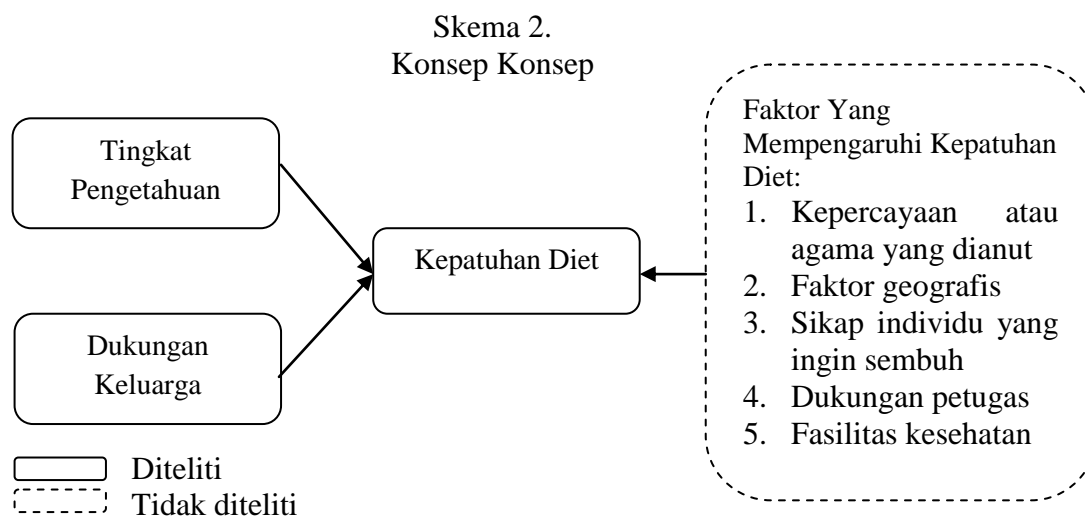 Skema 2.
Konsep Konsep
Tingkat
Pengetahuan
Dukungan
Keluarga
Kepatuhan Diet
Faktor Yang
Mempengaruhi Kepatuhan
Diet:
1. Kepercayaan atau
agama yang dianut
2. Faktor geografis
3. Sikap individu yang
ingin sembuh
4. Dukungan petugas
5. Fasilitas kesehatan
Diteliti
Tidak diteliti